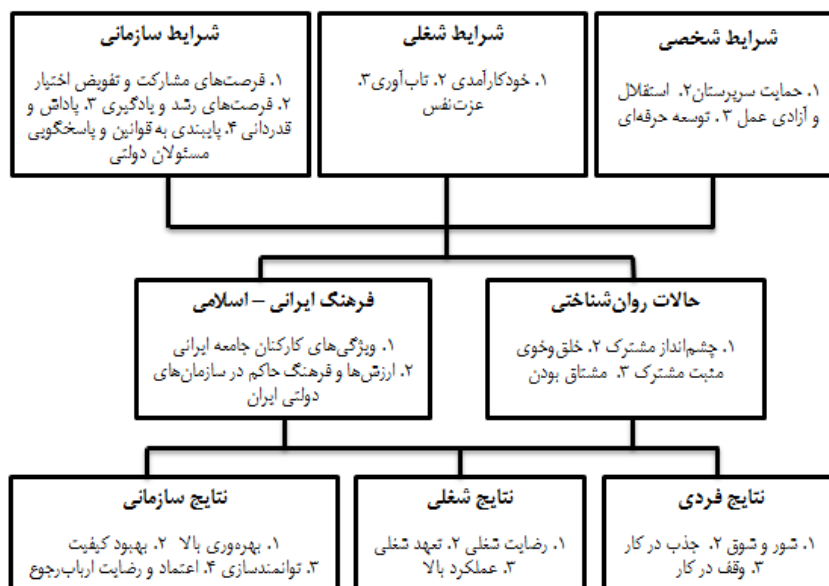 شرایط شخصی
۱. حمایت سرپرستان۲. استقلال
و آزادی عمل ۳. توسعه حرفه‌ای
شرایط شغلی
۱. خودکارآمدی ۲. تاب‌آوری۳.
عزت‌نفس
شرایط سازمانی
۱. فرصت‌های مشارکت و تفویض اختیار
۲. فرصت‌های رشد و یادگیری ۳. پاداش و
قدردانی ۴. پایبندی به قوانین و پاسخگویی
مسئولان دولتی
حالات روان‌شناختی
۱. چشم‌انداز مشترک ۲. خلق‌وخوی
مثبت مشترک ۳. مشتاق بودن
فرهنگ ایرانی – اسلامی
۱. ویژگی‌های کارکنان جامعه ایرانی
۲. ارزش‌ها و فرهنگ حاکم در سازمان‌های
دولتی ایران
نتایج فردی
۱. شور و شوق ۲. جذب در کار
۳. وقف در کار
نتایج شغلی
۱. رضایت شغلی ۲. تعهد شغلی
۳. عملکرد بالا
نتایج سازمانی
۱. بهره‌وری بالا ۲. بهبود کیفیت
۳. توانمندسازی ۴. اعتماد و رضایت ارباب‌رجوع